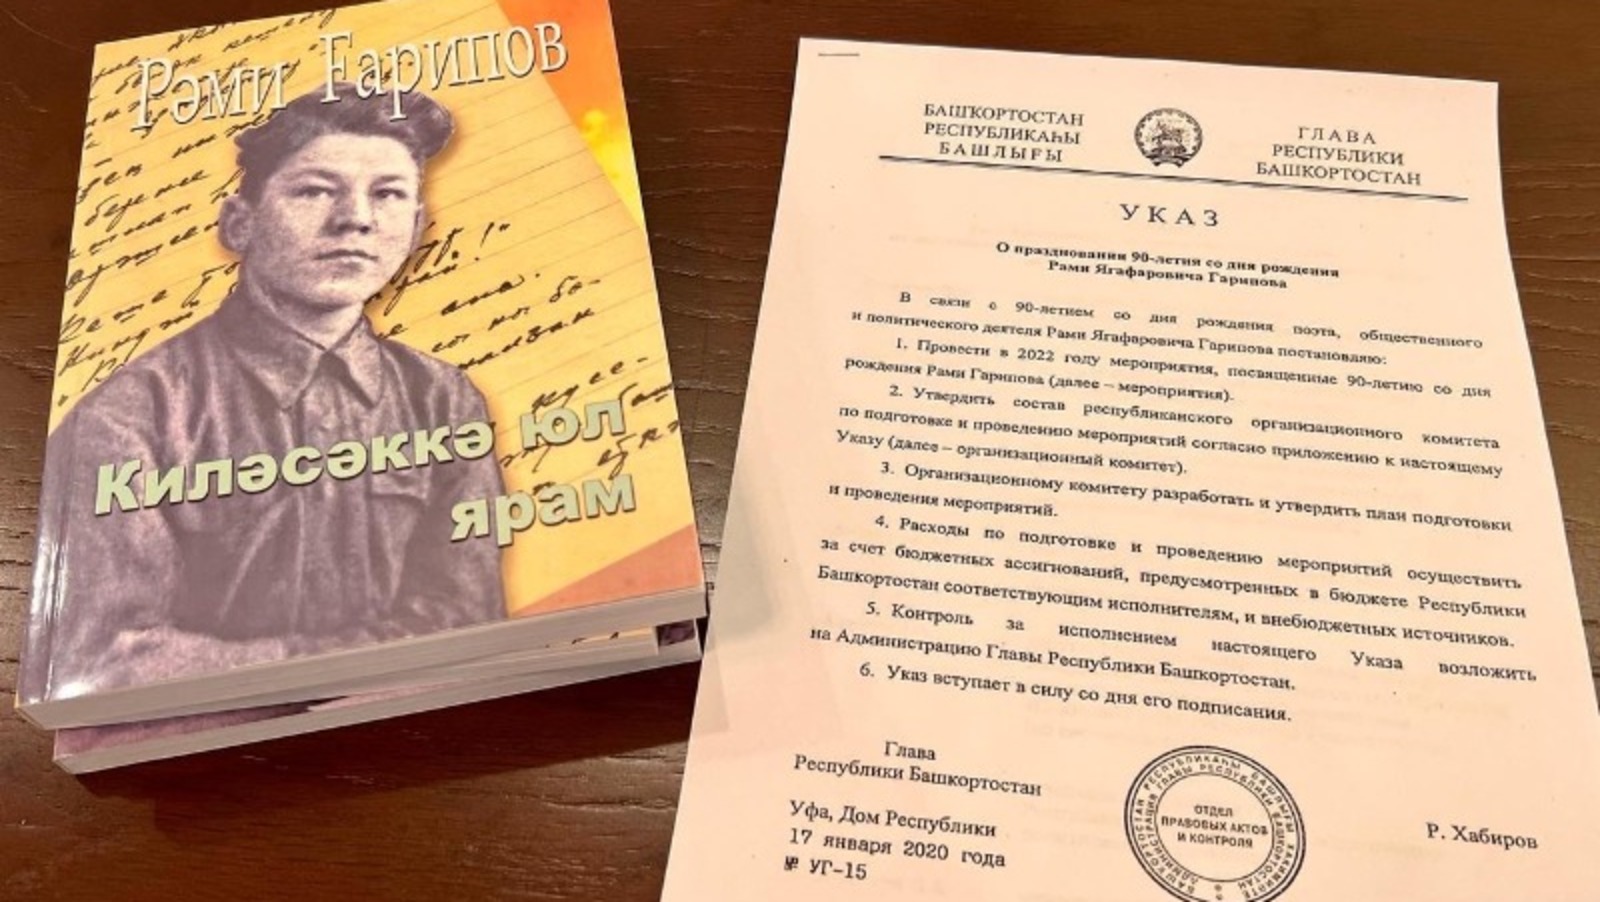 Рәми Ғарипов
Киләсәккә юл
ярам
БАШҠОРТОСТАН
РЕСПУБЛИКАҺЫ
БАШЛЫҒЫ
ГЛАВА
РЕСПУБЛИКИ
БАШКОРТОСТАН
УКАЗ
О праздновании 90-летия со дня рождения
Рами Ягафаровича Гарипова
В связи с 90-летием со дня рождения поэта, общественного
и политического деятеля Рами Ягафаровича Гарипова постановляю:
1. Провести в 2022 году мероприятия, посвященные 90-летию со дня
рождения Рами Гарипова (далее – мероприятия).
2. Утвердить состав республиканского организационного комитета
по подготовке и проведению мероприятий согласно приложению к настоящему
Указу (далее – организационный комитет).
3. Организационному комитету разработать и утвердить план подготовки
и проведения мероприятий.
4. Расходы по подготовке и проведению мероприятий осуществить
за счет бюджетных ассигнований, предусмотренных в бюджете Республики
Башкортостан соответствующим исполнителям, и внебюджетных источников.
5. Контроль за исполнением настоящего Указа возложить
на Администрацию Главы Республики Башкортостан.
6. Указ вступает в силу со дня его подписания.
Глава
Республики Башкортостан
Р. Хабиров
Уфа, Дом Республики
17 января 2020 года
№ УГ-15
ОТДЕЛ
ПРАВОВЫХ АКТОВ
И КОНТРОЛЯ